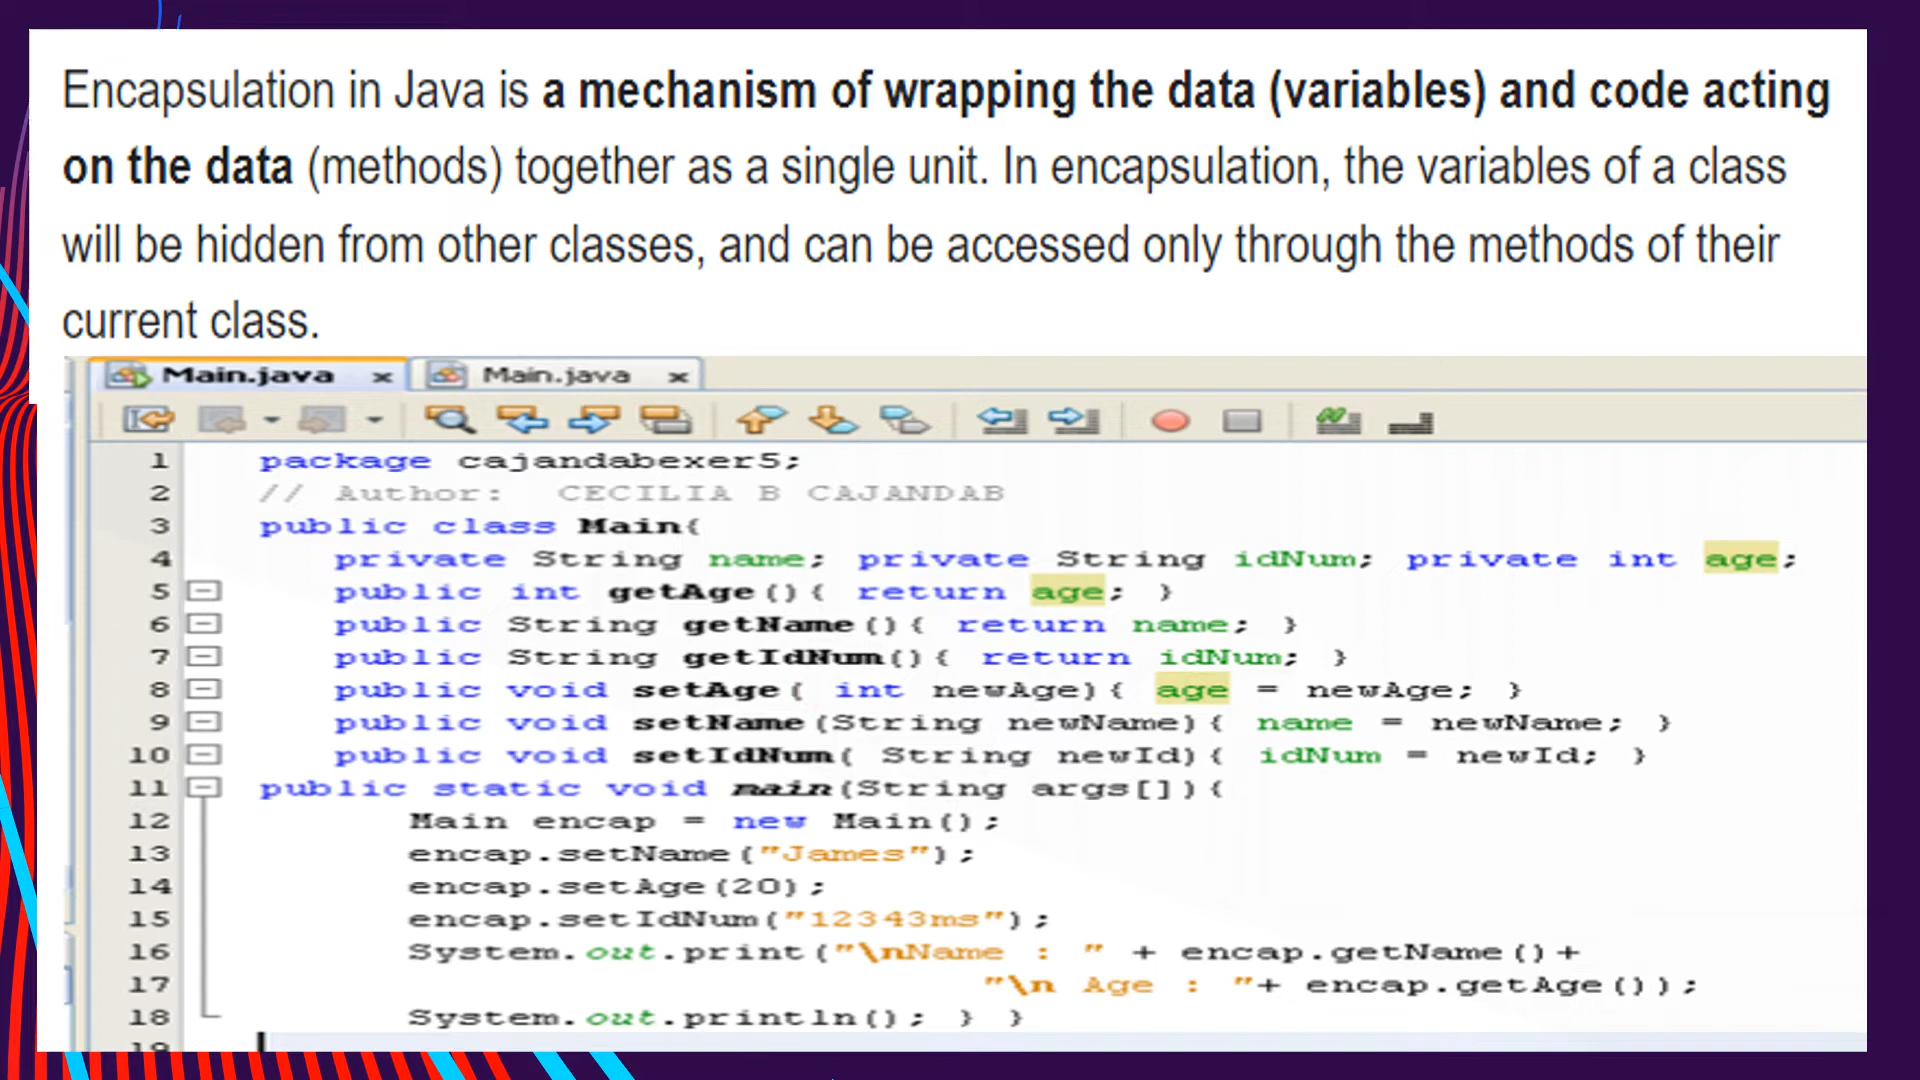 Encapsulation in Java is a mechanism of wrapping the data (variables) and code acting
on the data (methods) together as a single unit. In encapsulation, the variables of a class
will be hidden from other classes, and can be accessed only through the methods of their
current class.
Main.java x Main.java x
1 package cajandabexer5;
2 // Author: CECILIA B CAJANDAB
3 public class Main{
4 private String name; private String idNum; private int age;
5 public int getAge(){ return age; }
6 public String getName(){ return name; }
7 public String getIdNum(){ return idNum; }
8 public void setAge( int newAge){ age = newAge; }
9 public void setName(String newName){ name = newName; }
10 public void setIdNum( String newId){ idNum = newId; }
11 public static void main(String args[]){
12 Main encap = new Main();
13 encap.setName("James");
14 encap.setAge(20);
15 encap.setIdNum("12343ms");
16 System.out.print("\nName : " + encap.getName()+
17 "\n Age : "+ encap.getAge());
18 System.out.println(); } }
19